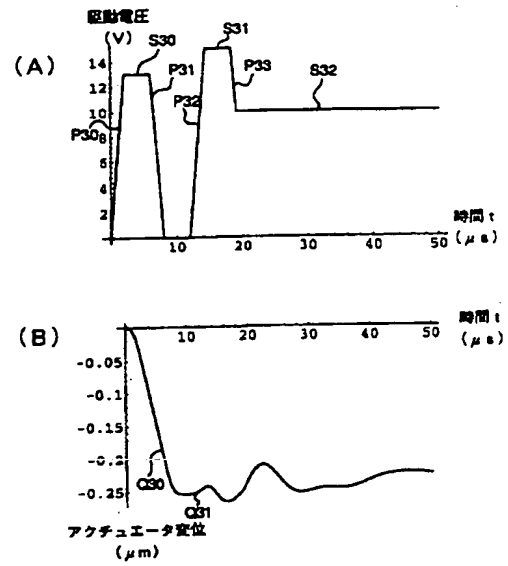 (A)
駆動電圧
(V)
S30
S31
14
P31
P33
S32
12
P32
10
P30
8
6
4
2
10
20
30
40
50
時間 t
(μs)
(B)
10
20
30
40
50
時間 t
(μs)
-0.05
-0.1
-0.15
-0.2
-0.25
Q30
Q31
アクチュエータ変位
(μm)